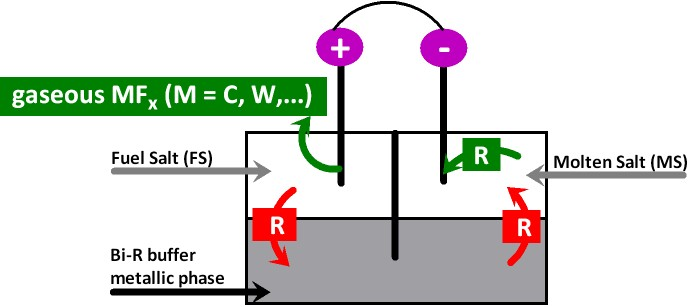 +
-
gaseous MFx (M = C, W,...)
Fuel Salt (FS)
R
Molten Salt (MS)
R
R
Bi-R buffer
metallic phase